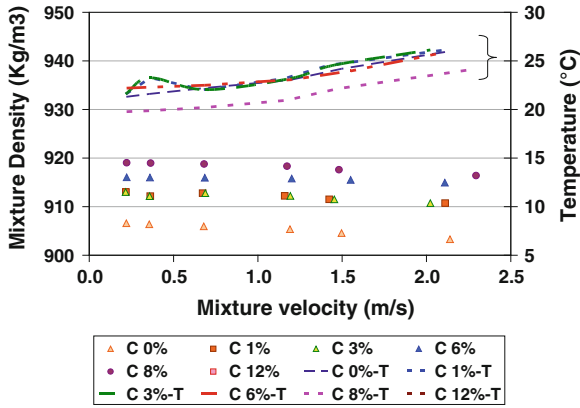 Mixture Density (Kg/m3)
950
940
930
920
910
900
Temperature (°C)
30
25
20
15
10
5
0.0 0.5 1.0 1.5 2.0 2.5
Mixture velocity (m/s)
C 0% C 1% C 3% C 6%
C 8% C 12% C 0%-T C 1%-T
C 3%-T C 6%-T C 8%-T C 12%-T